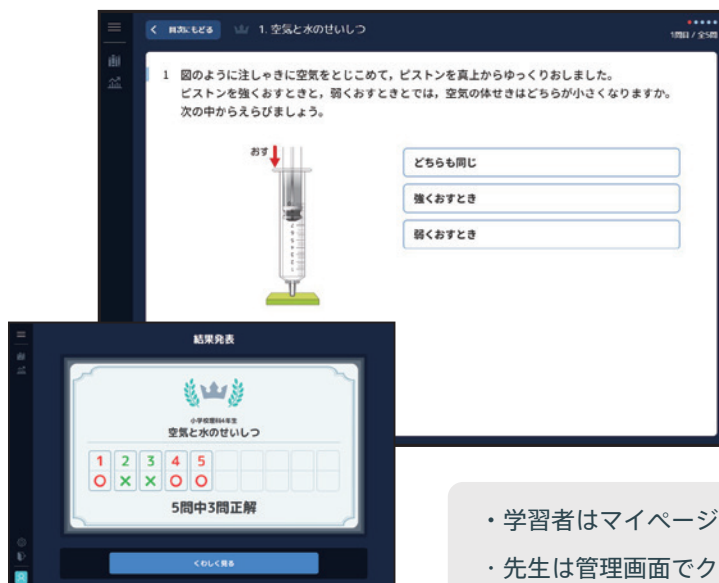 目次にもどる
1. 空気と水のせいしつ
1問目 / 全5問
1 図のように注しゃきに空気をとじこめて，ピストンを真上からゆっくりおしました。
ピストンを強くおすときと，弱くおすときとでは，空気の体せきはどちらが小さくなりますか。
次の中からえらびましょう。
おす
どちらも同じ
強くおすとき
弱くおすとき
結果発表
空気と水のせいしつ
1 2 3 4 5
○ × × ○ ○
5問中3問正解
くわしく見る
・学習者はマイページ
・先生は管理画面でク